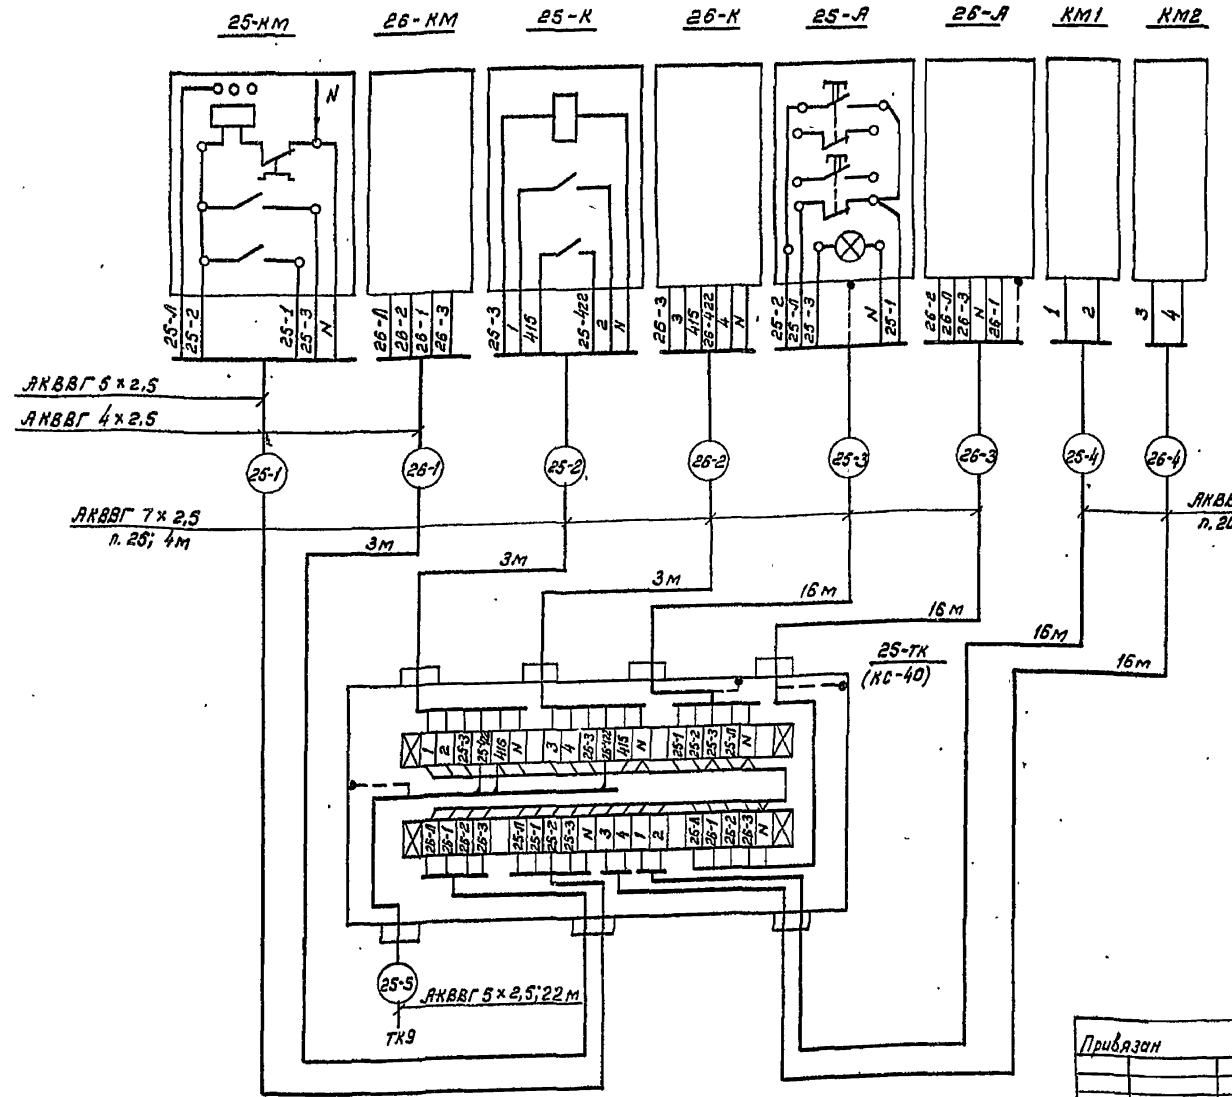 25-КМ 26-КМ 25-К 26-К 25-Л 26-Л КМ1 КМ2
N
25-Л 25-2 25-1 25-3 N
26-Л 26-2 26-1 26-3
25-3 1 415 25-422 2 N
26-3 3 415 26-422 4 N
25-2 25-Л 25-3 N 25-1
26-2 26-Л 26-3 N 26-1
1 2
3 4
АКВВГ 5×2,5
АКВВГ 4×2,5
25-1 26-1 25-2 26-2 25-3 26-3 25-4 26-4
АКВВГ 7×2,5
п. 25; 4м
3м
3м
3м
16м
16м
16м
16м
25-ТК
(КС-40)
1 2 25-3 25-422 415 N 3 4 26-3 26-422 415 N 25-1 25-2 25-3 25-Л N
26-Л 26-1 26-2 26-3 25-Л 25-1 25-2 25-3 N 3 4 1 2 26-1 26-3 N
25-5
АКВВГ 5×2,5; 22м
ТК9
Привязан